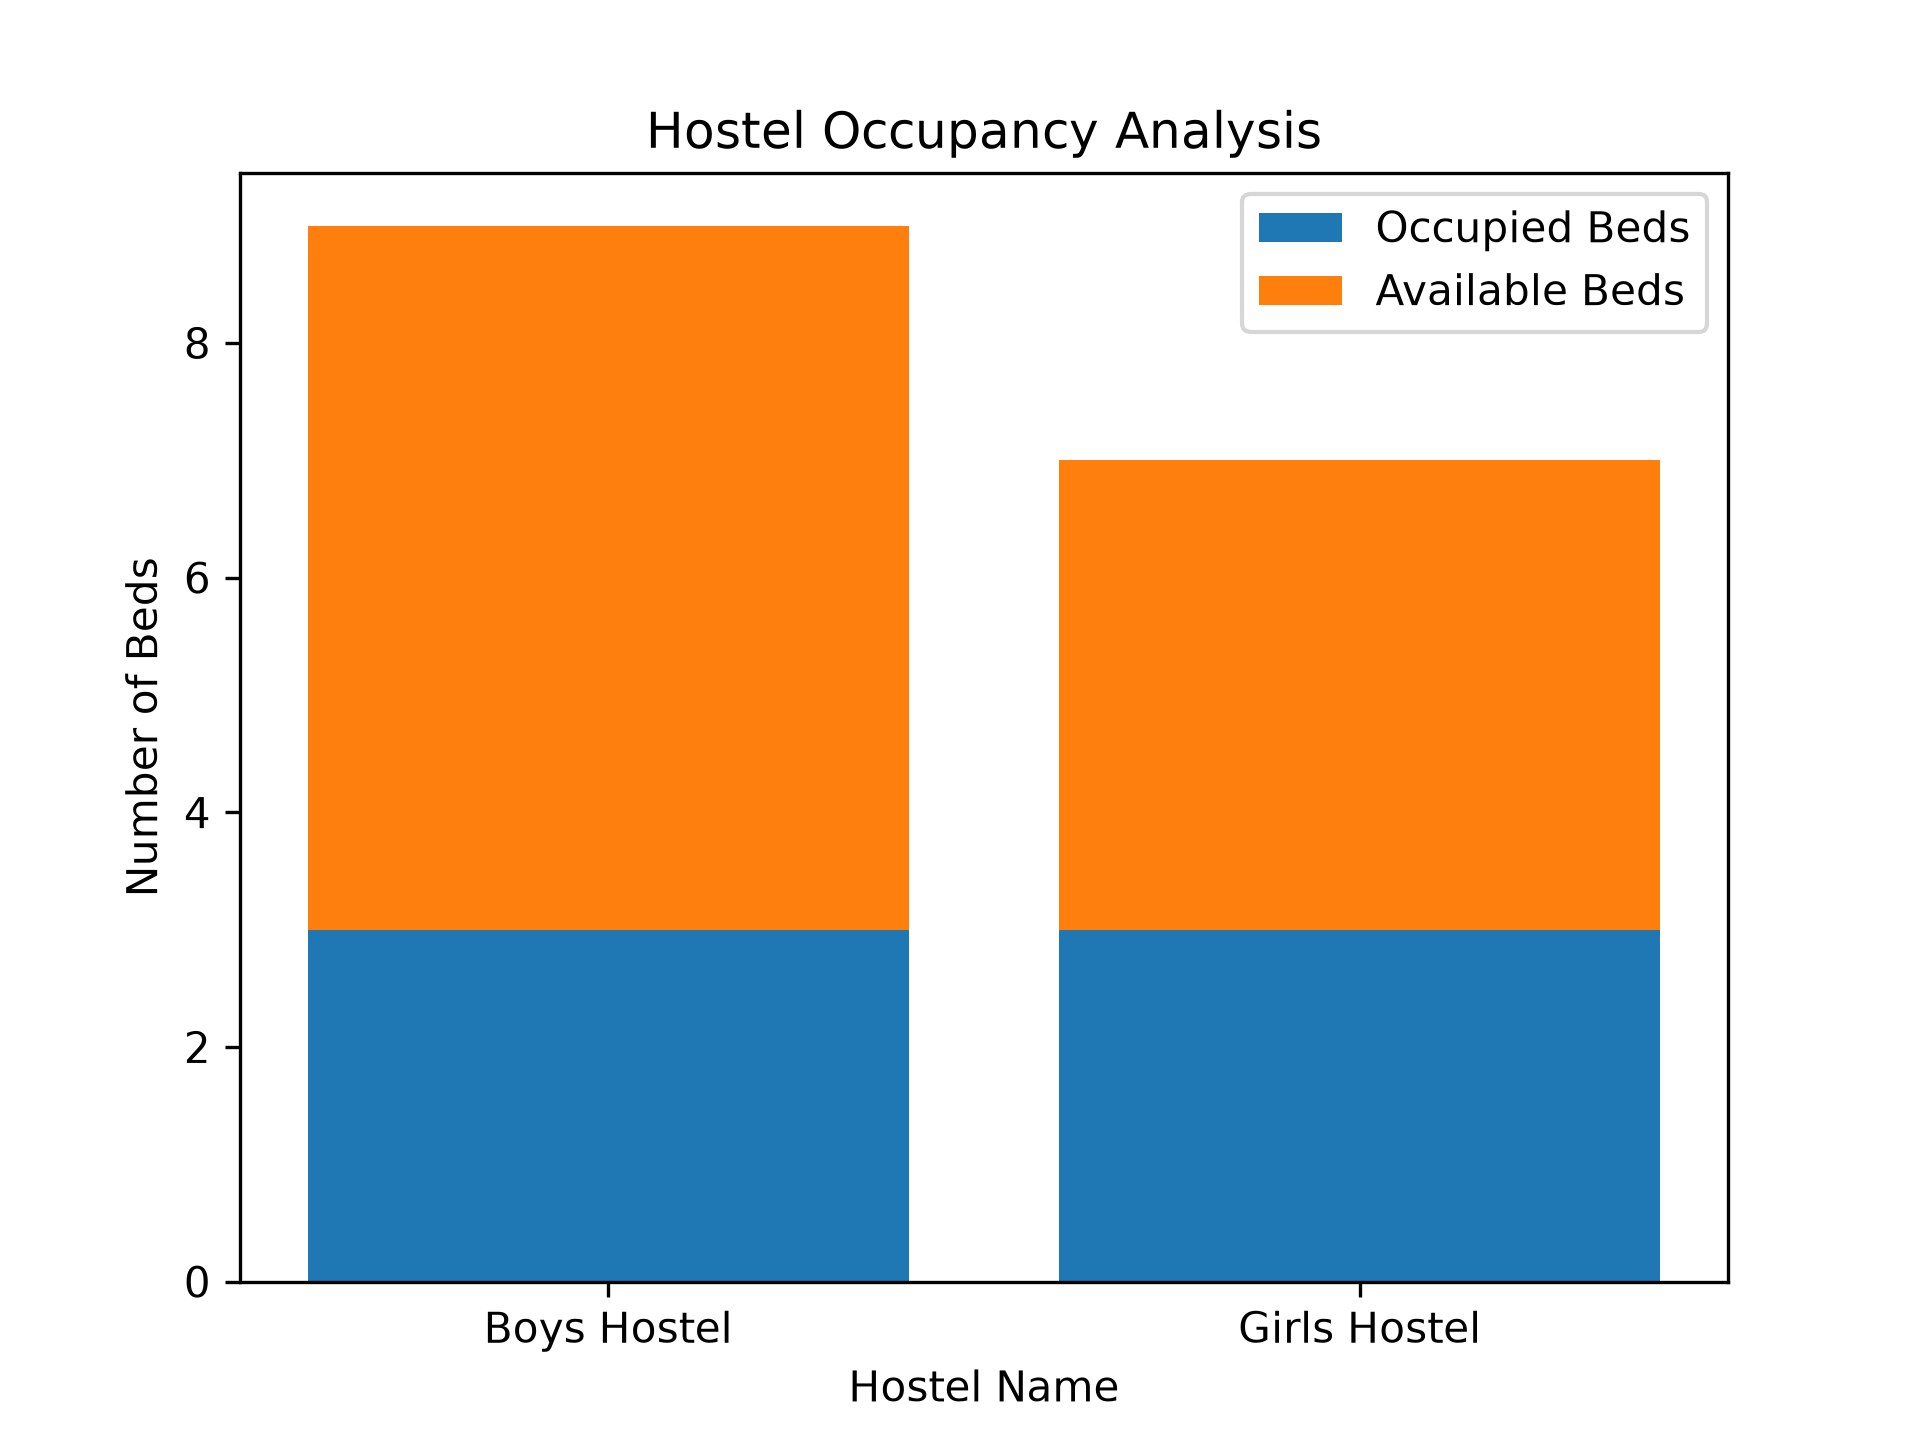 Hostel Occupancy Analysis
Occupied Beds
Available Beds
8
6
4
2
0
Number of Beds
Boys Hostel
Girls Hostel
Hostel Name